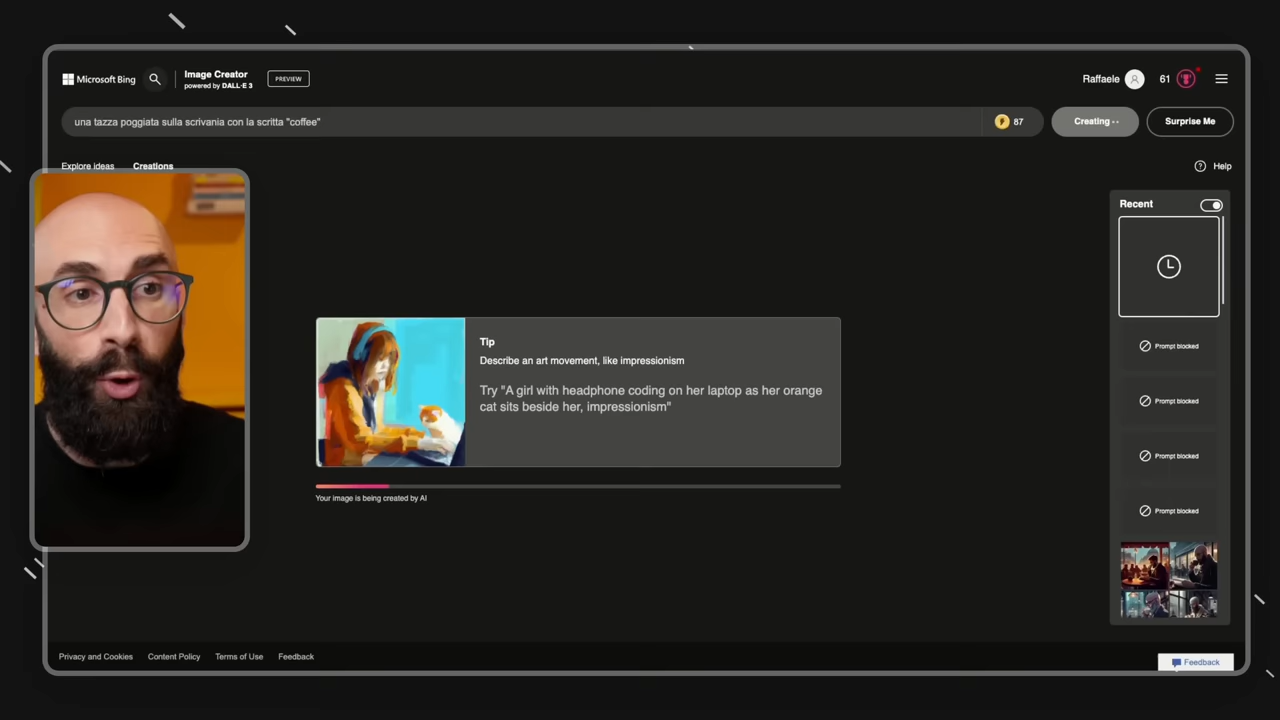 Microsoft Bing
Image Creator
powered by DALL·E 3
PREVIEW
Raffaele
61
una tazza poggiata sulla scrivania con la scritta "coffee"
87
Creating
Surprise Me
Explore ideas
Creations
Help
Recent
Tip
Describe an art movement, like impressionism
Try "A girl with headphone coding on her laptop as her orange
cat sits beside her, impressionism"
Your image is being created by AI
Prompt blocked
Prompt blocked
Prompt blocked
Prompt blocked
Privacy and Cookies
Content Policy
Terms of Use
Feedback
Feedback